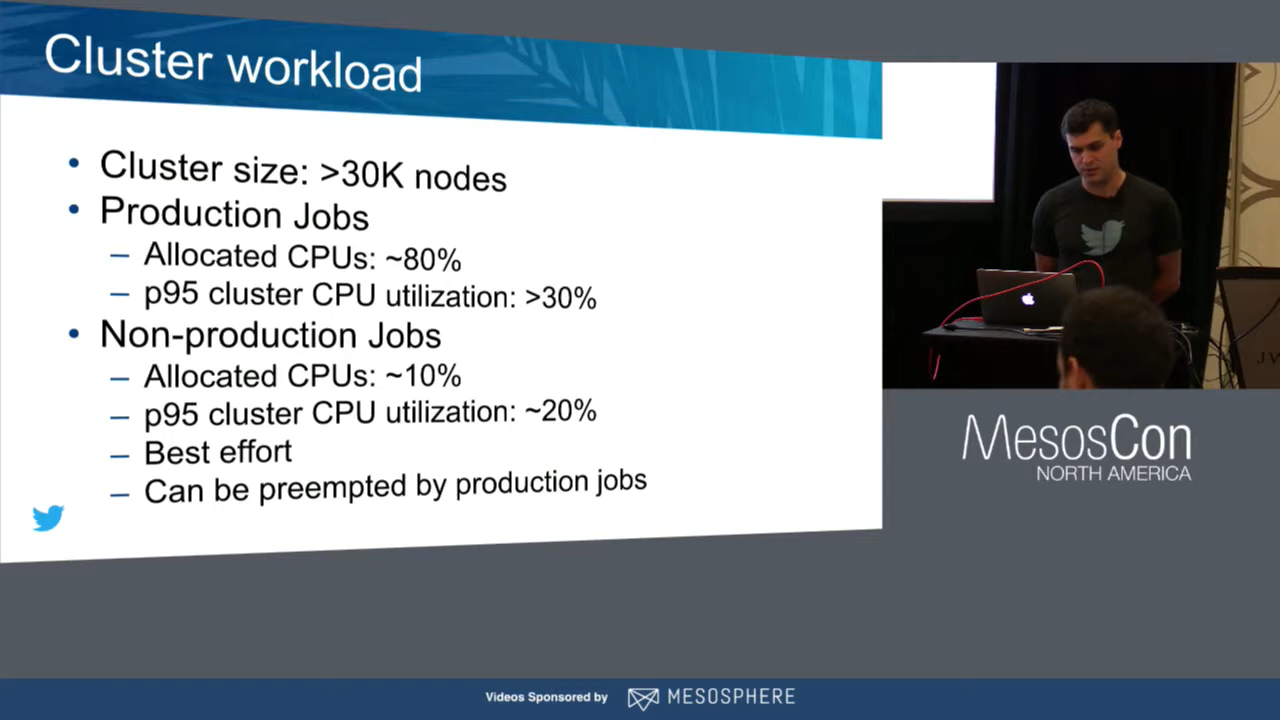 Cluster workload
• Cluster size: >30K nodes
• Production Jobs
– Allocated CPUs: ~80%
– p95 cluster CPU utilization: >30%
• Non-production Jobs
– Allocated CPUs: ~10%
– p95 cluster CPU utilization: ~20%
– Best effort
– Can be preempted by production jobs
JW
MesosCon
NORTH AMERICA
Videos Sponsored by MESOSPHERE